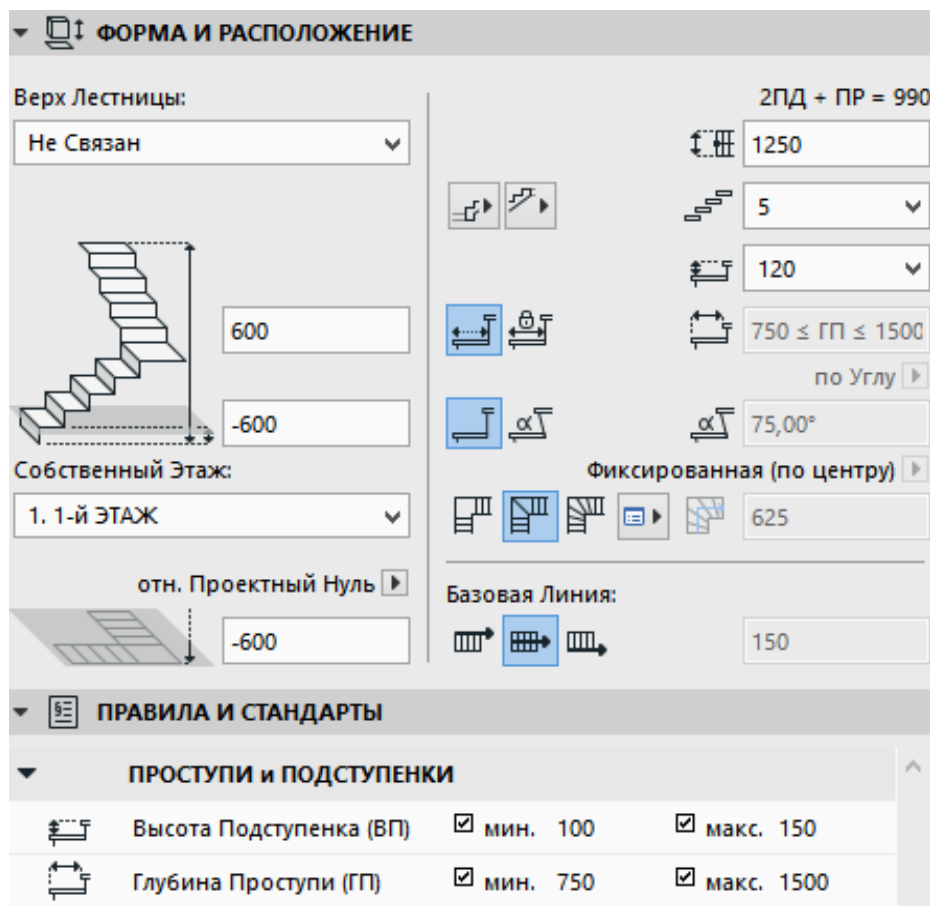 ФОРМА И РАСПОЛОЖЕНИЕ
Верх Лестницы:
Не Связан
600
-600
Собственный Этаж:
1. 1-й ЭТАЖ
отн. Проектный Нуль
-600
2ПД + ПР = 990
1250
5
120
750 ≤ ГП ≤ 1500
по Углу
α
α
75,00°
Фиксированная (по центру)
625
Базовая Линия:
150
ПРАВИЛА И СТАНДАРТЫ
ПРОСТУПИ и ПОДСТУПЕНКИ
Высота Подступенка (ВП) мин. 100 макс. 150
Глубина Проступи (ГП) мин. 750 макс. 1500